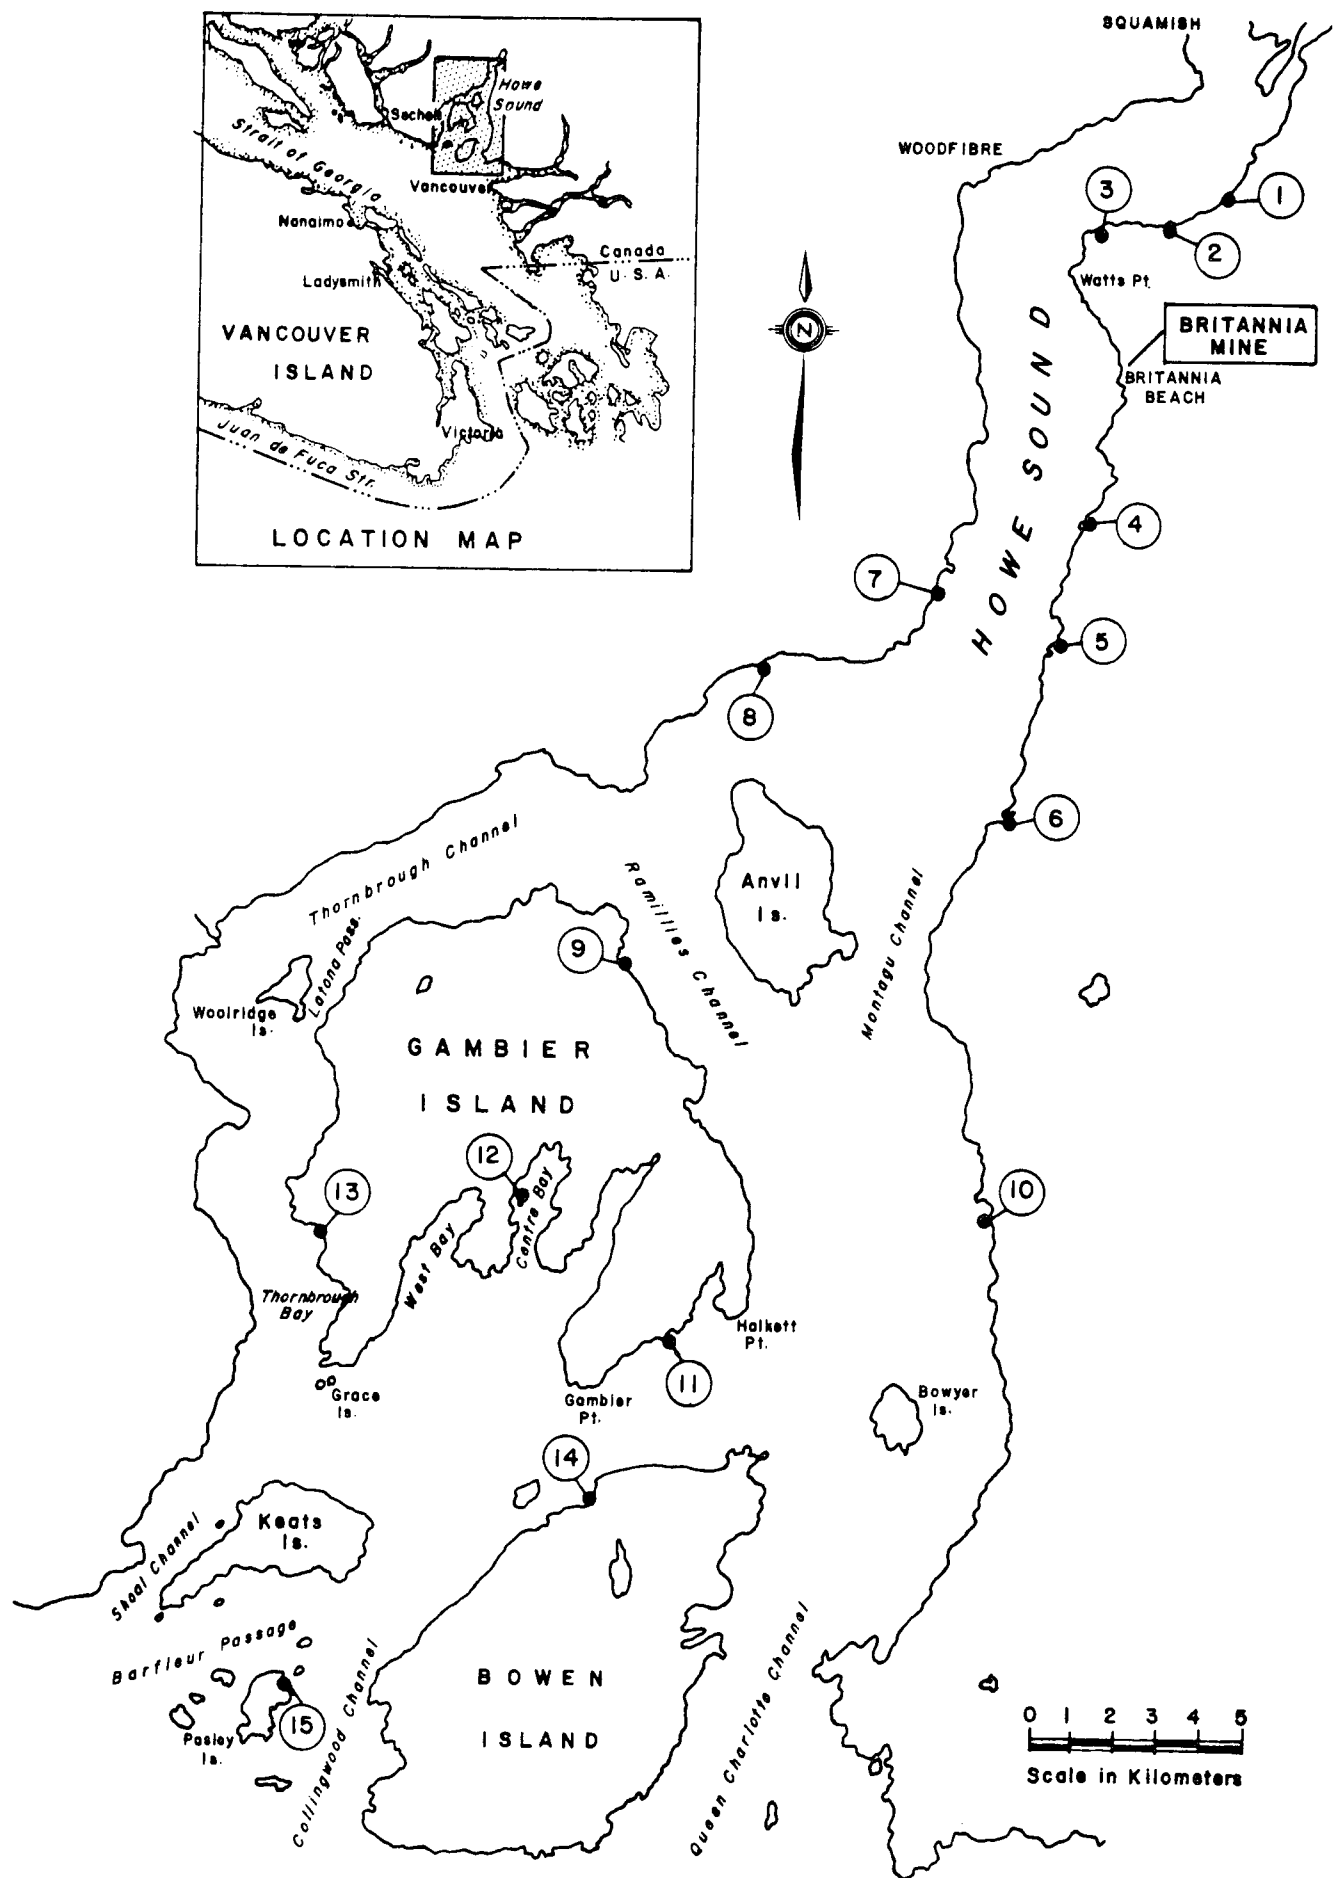 SQUAMISH
Howe
Sound
Sechelt
Strait of Georgia
Vancouver
Nanaimo
Canada
U. S. A.
Ladysmith
VANCOUVER
ISLAND
Victoria
Juan de Fuca Str.
LOCATION MAP
WOODFIBRE
3
1
2
Watts Pt.
N
BRITANNIA
MINE
BRITANNIA
BEACH
HOWE SOUND
4
7
5
8
6
Thornbrough Channel
Ramillies Channel
Anvil
Is.
Montagu Channel
Latona Pass.
9
Woolridge
Is.
GAMBIER
ISLAND
12
13
10
West Bay
Centre Bay
Thornbrough
Bay
Halkett
Pt.
11
Grace
Is.
Gambier
Pt.
Bowyer
Is.
14
Keats
Is.
Shoal Channel
Barfleur Passage
15
Pasley
Is.
Collingwood Channel
BOWEN
ISLAND
Queen Charlotte Channel
0 1 2 3 4 5
Scale in Kilometers